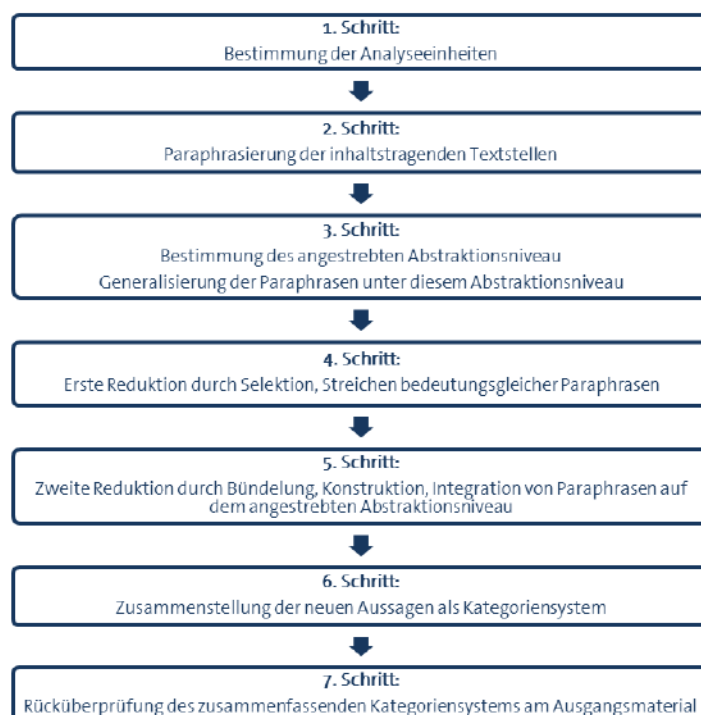 1. Schritt:
Bestimmung der Analyseeinheiten
2. Schritt:
Paraphrasierung der inhaltstragenden Textstellen
3. Schritt:
Bestimmung des angestrebten Abstraktionsniveau
Generalisierung der Paraphrasen unter diesem Abstraktionsniveau
4. Schritt:
Erste Reduktion durch Selektion, Streichen bedeutungsgleicher Paraphrasen
5. Schritt:
Zweite Reduktion durch Bündelung, Konstruktion, Integration von Paraphrasen auf
dem angestrebten Abstraktionsniveau
6. Schritt:
Zusammenstellung der neuen Aussagen als Kategoriensystem
7. Schritt:
Rücküberprüfung des zusammenfassenden Kategoriensystems am Ausgangsmaterial